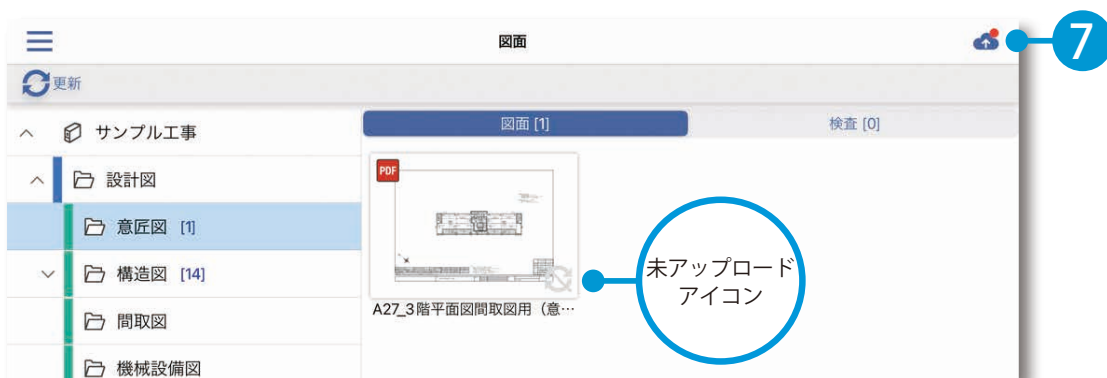 図面
7
更新
サンプル工事
図面 [1]
検査 [0]
設計図
PDF
意匠図 [1]
構造図 [14]
未アップロード
アイコン
A27_3階平面図間取図用（意…
間取図
機械設備図